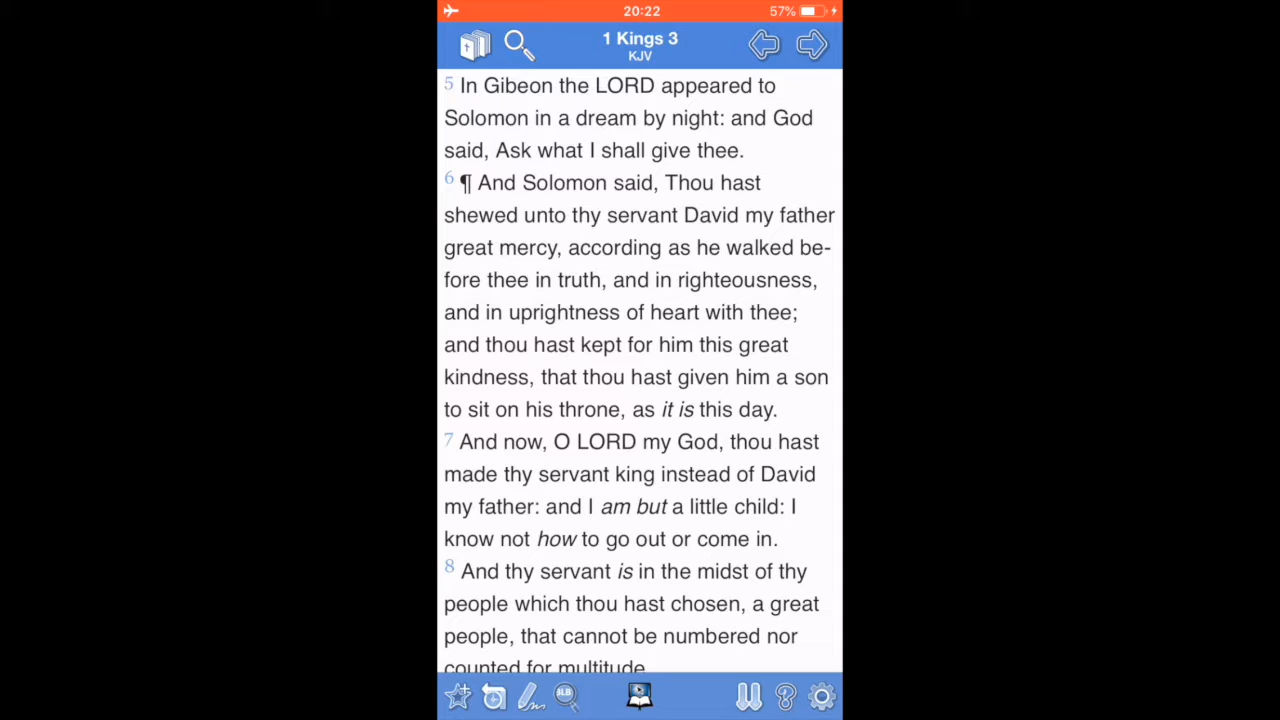 20:22
57%
1 Kings 3
KJV
5 In Gibeon the LORD appeared to
Solomon in a dream by night: and God
said, Ask what I shall give thee.
6 ¶ And Solomon said, Thou hast
shewed unto thy servant David my father
great mercy, according as he walked be-
fore thee in truth, and in righteousness,
and in uprightness of heart with thee;
and thou hast kept for him this great
kindness, that thou hast given him a son
to sit on his throne, as it is this day.
7 And now, O LORD my God, thou hast
made thy servant king instead of David
my father: and I am but a little child: I
know not how to go out or come in.
8 And thy servant is in the midst of thy
people which thou hast chosen, a great
people, that cannot be numbered nor
counted for multitude.
BLB